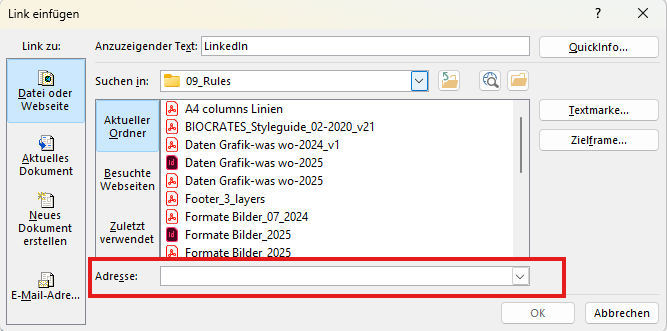 Link einfügen
?
Link zu:
Anzuzeigender Text:
LinkedIn
QuickInfo...
Datei oder
Webseite
Suchen in:
09_Rules
Aktueller
Ordner
A4 columns Linien
BIOCRATES_Styleguide_02-2020_v21
Daten Grafik-was wo-2024_v1
Id
Daten Grafik-was wo-2025
Daten Grafik-was wo-2025
Footer_3_layers
Formate Bilder_07_2024
Id
Formate Bilder_2025
Formate Bilder_2025
Textmarke...
Zielframe...
Aktuelles
Dokument
Besuchte
Webseiten
Neues
Dokument
erstellen
Zuletzt
verwendet
E-Mail-Adre...
Adresse:
OK
Abbrechen